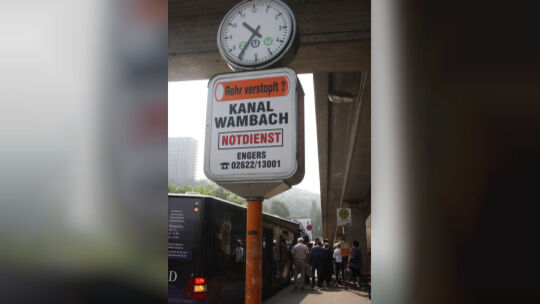 Rohr verstopft ?
KANAL
WAMBACH
NOTDIENST
ENGERS
☎ 02622/13001